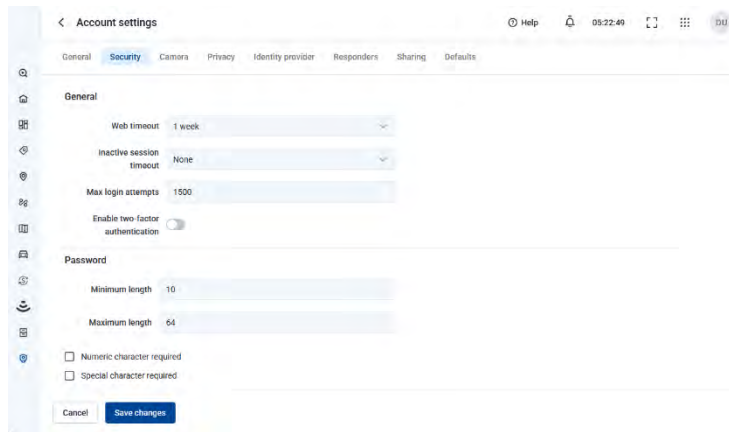 Account settings
Help
05:22:49
DU
General Security Camera Privacy Identity provider Responders Sharing Defaults
General
Web timeout 1 week
Inactive session
timeout
None
Max login attempts 1500
Enable two-factor
authentication
Password
Minimum length 10
Maximum length 64
Numeric character required
Special character required
Cancel Save changes